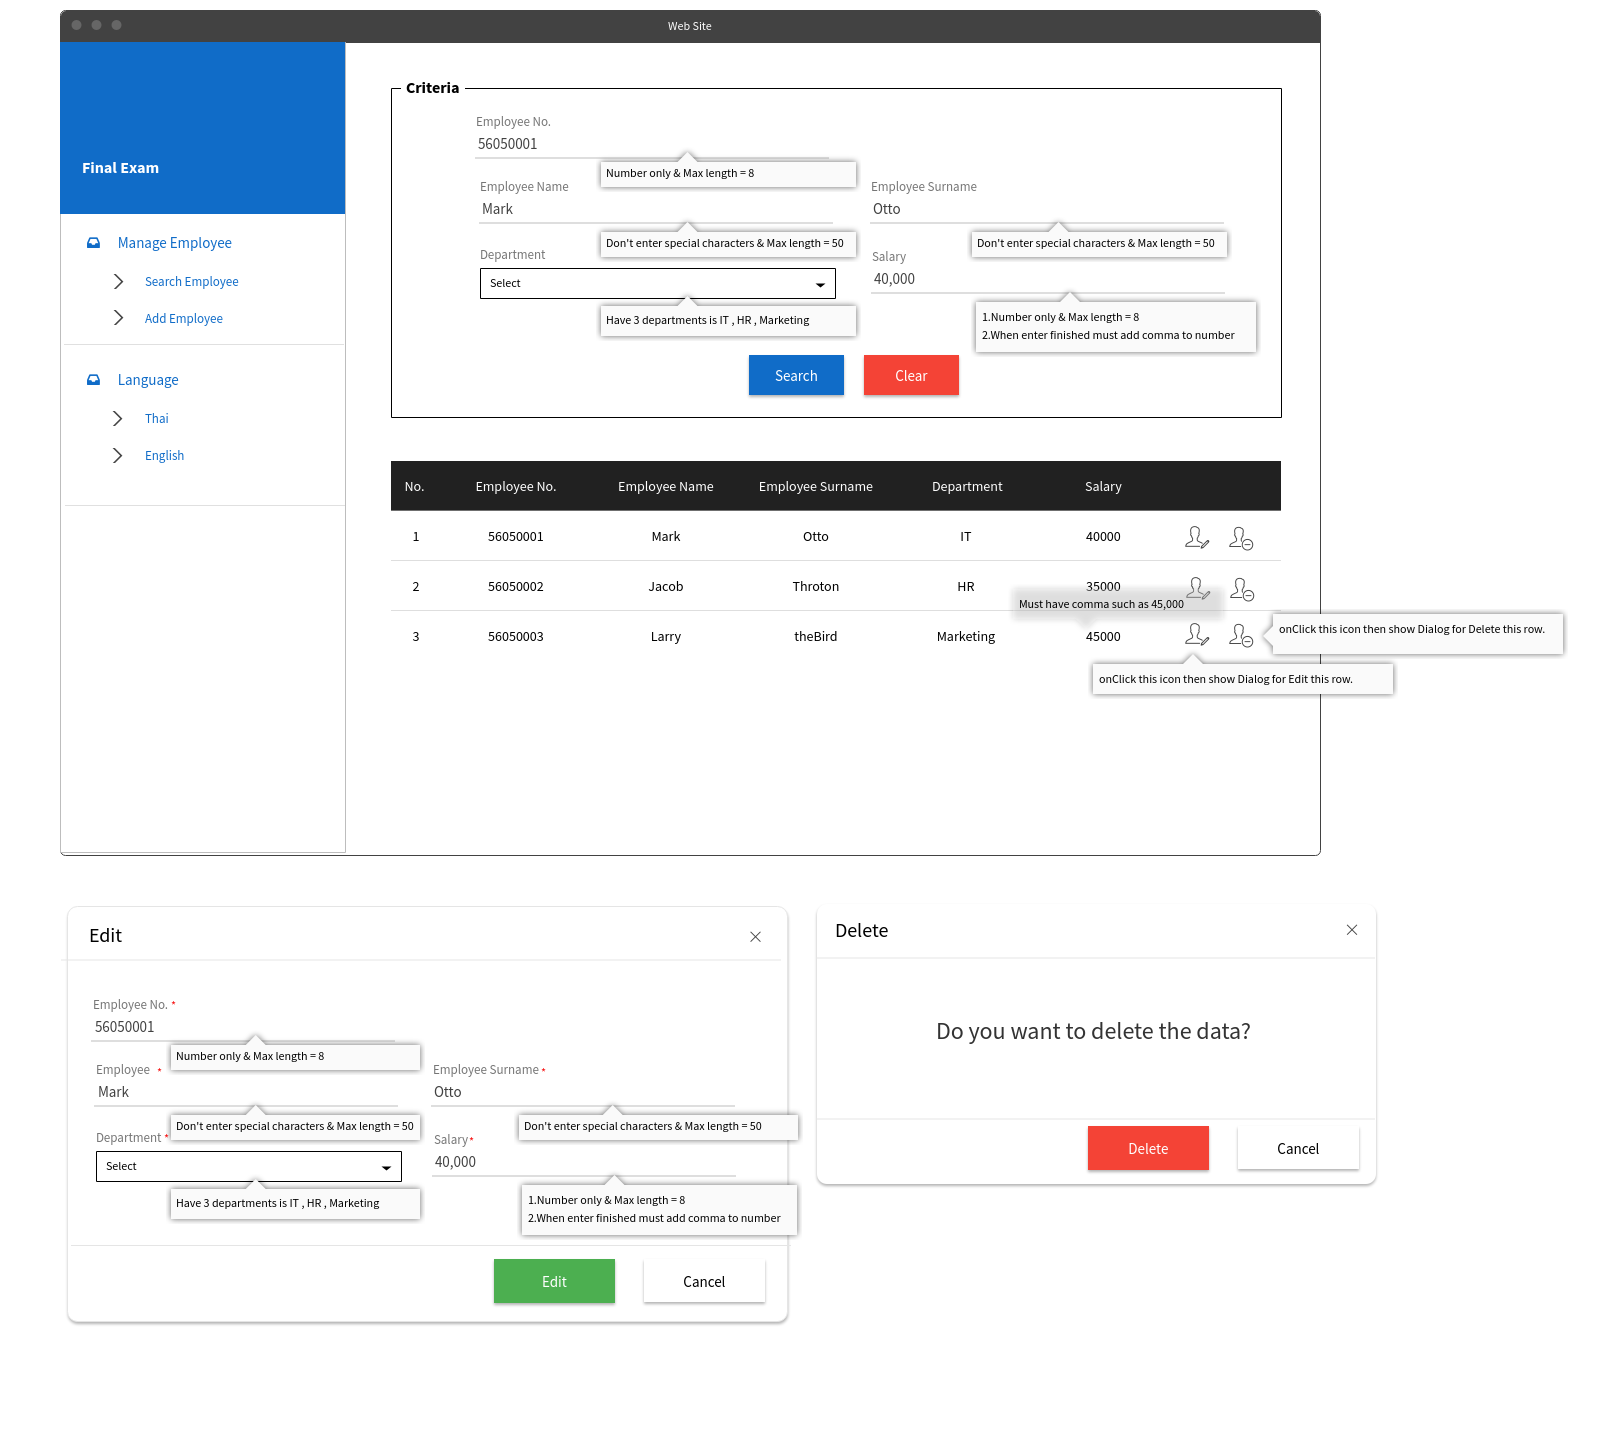 Web Site
Final Exam
Manage Employee
Search Employee
Add Employee
Language
Thai
English
Criteria
Employee No.
56050001
Number only & Max length = 8
Employee Name
Employee Surname
Mark
Otto
Don't enter special characters & Max length = 50
Don't enter special characters & Max length = 50
Department
Salary
Select
40,000
Have 3 departments is IT , HR , Marketing
1.Number only & Max length = 8
2.When enter finished must add comma to number
Search
Clear
No. Employee No. Employee Name Employee Surname Department Salary
1 56050001 Mark Otto IT 40000
2 56050002 Jacob Throton HR 35000
Must have comma such as 45,000
3 56050003 Larry theBird Marketing 45000
onClick this icon then show Dialog for Delete this row.
onClick this icon then show Dialog for Edit this row.
Edit
Employee No. *
56050001
Number only & Max length = 8
Employee *
Employee Surname *
Mark
Otto
Don't enter special characters & Max length = 50
Don't enter special characters & Max length = 50
Department *
Salary *
Select
40,000
Have 3 departments is IT , HR , Marketing
1.Number only & Max length = 8
2.When enter finished must add comma to number
Edit
Cancel
Delete
Do you want to delete the data?
Delete
Cancel